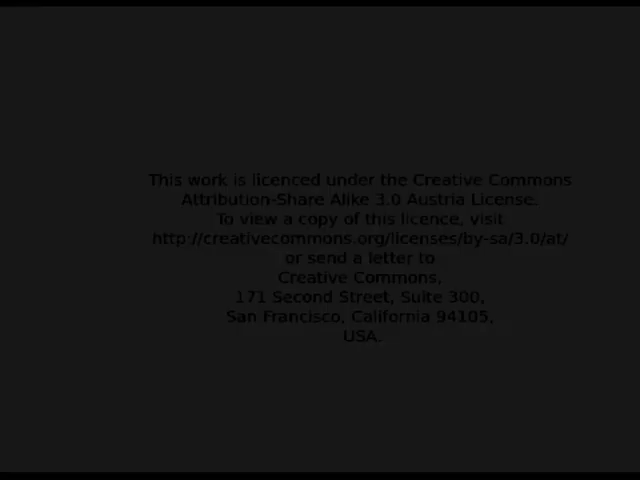 This work is licenced under the Creative Commons
Attribution-Share Alike 3.0 Austria License.
To view a copy of this licence, visit
http://creativecommons.org/licenses/by-sa/3.0/at/
or send a letter to
Creative Commons,
171 Second Street, Suite 300,
San Francisco, California 94105,
USA.